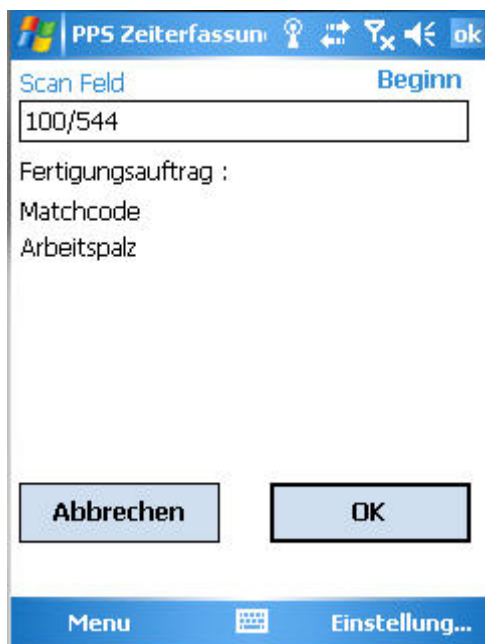 PPS Zeiterfassun ok
Scan Feld Beginn
100/544
Fertigungsauftrag :
Matchcode
Arbeitspalz
Abbrechen OK
Menu Einstellung...